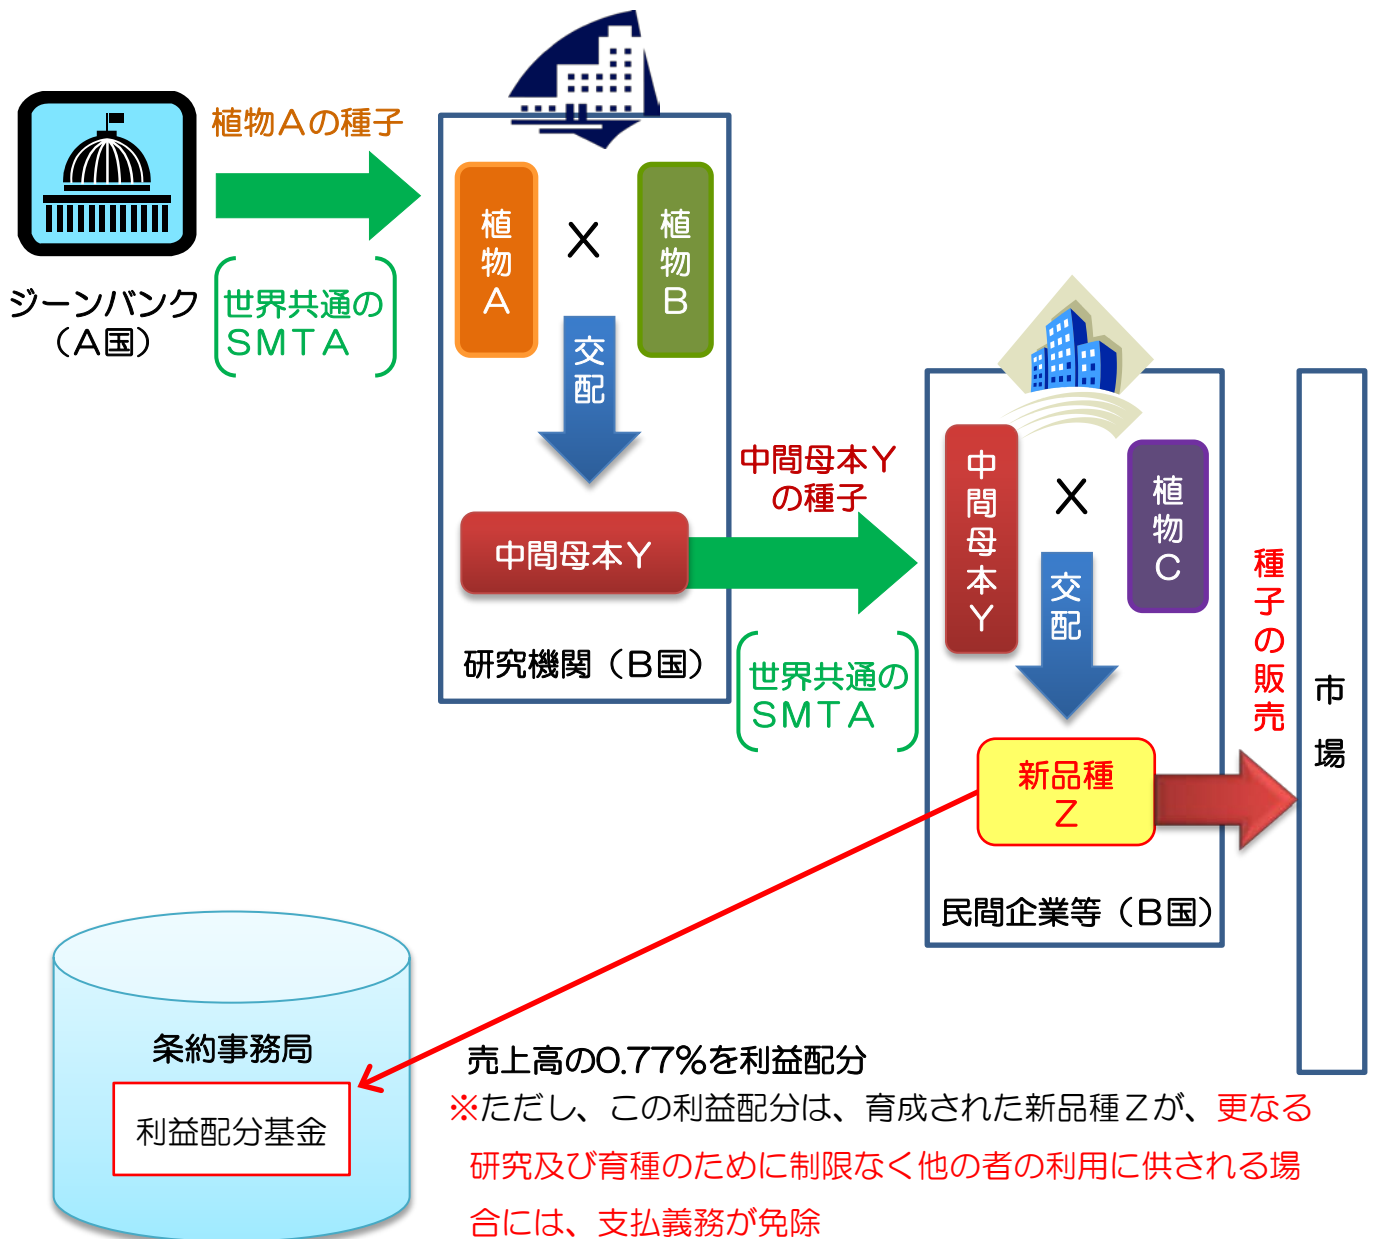 植物Ａの種子
ジーンバンク
（Ａ国）
世界共通の
ＳＭＴＡ
植物Ａ
×
植物Ｂ
交配
中間母本Ｙ
研究機関（Ｂ国）
中間母本Ｙ
の種子
世界共通の
ＳＭＴＡ
中間母本Ｙ
×
植物Ｃ
交配
新品種
Ｚ
民間企業等（Ｂ国）
種子の販売
市場
条約事務局
利益配分基金
売上高の0.77%を利益配分
※ただし、この利益配分は、育成された新品種Ｚが、更なる
研究及び育種のために制限なく他の者の利用に供される場
合には、支払義務が免除